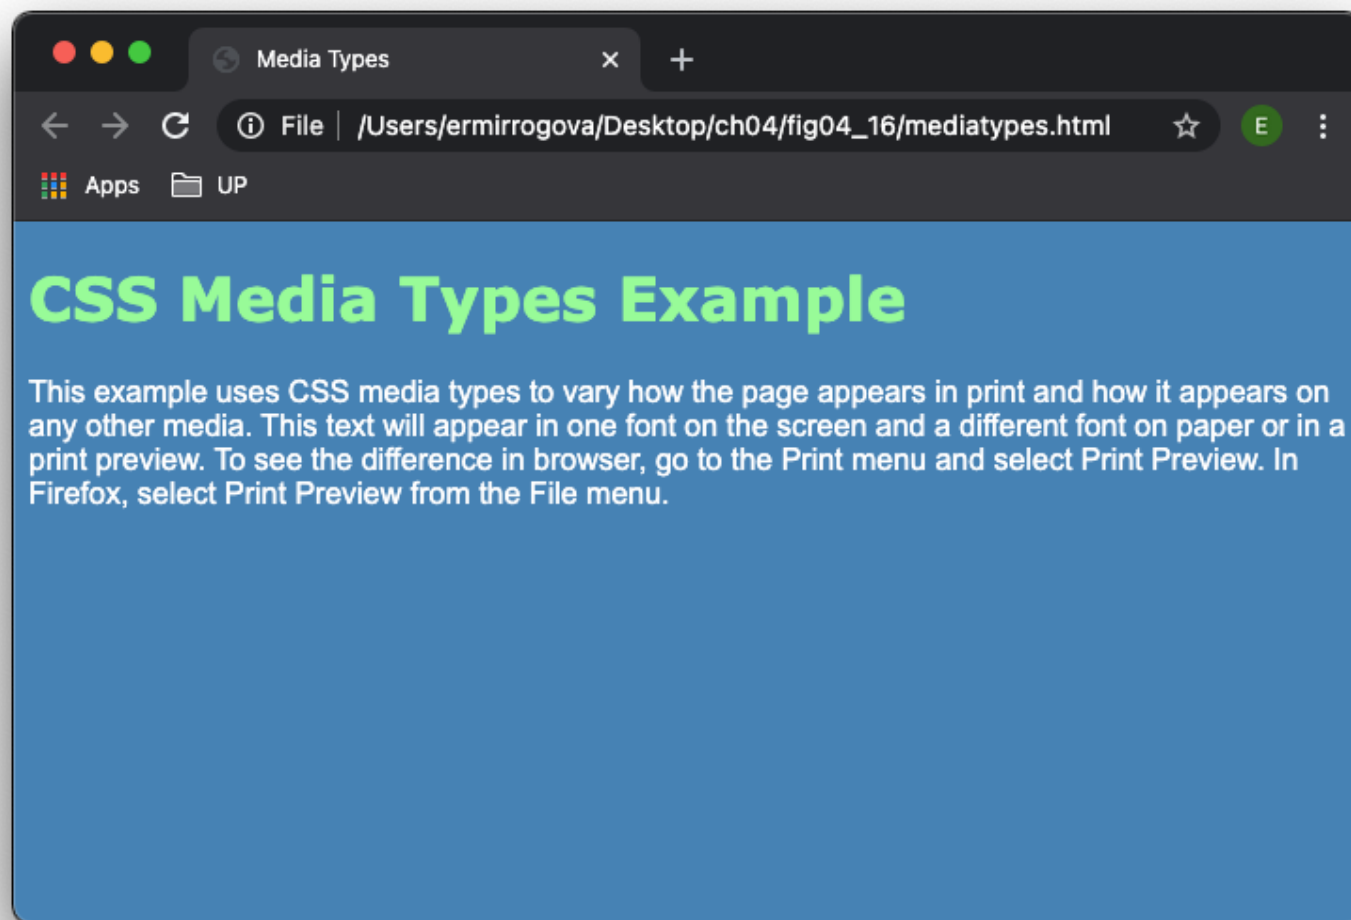 Media Types
File /Users/ermirrogova/Desktop/ch04/fig04_16/mediatypes.html
E
Apps UP
CSS Media Types Example
This example uses CSS media types to vary how the page appears in print and how it appears on
any other media. This text will appear in one font on the screen and a different font on paper or in a
print preview. To see the difference in browser, go to the Print menu and select Print Preview. In
Firefox, select Print Preview from the File menu.